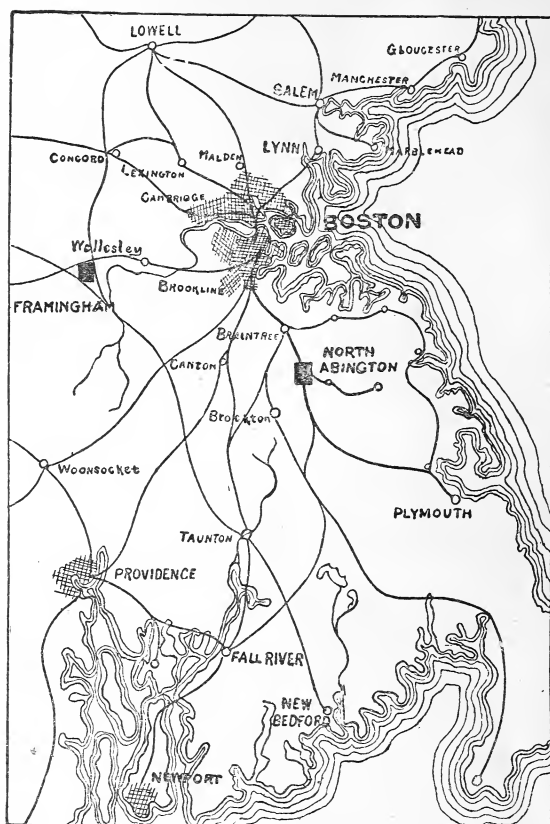 LOWELL
GLOUCESTER
MANCHESTER
SALEM
MARBLEHEAD
LYNN
MALDEN
CONCORD
LEXINGTON
CAMBRIDGE
BOSTON
Wellesley
BROOKLINE
FRAMINGHAM
BRAINTREE
NORTH
ABINGTON
CANTON
BROCKTON
WOONSOCKET
PLYMOUTH
TAUNTON
PROVIDENCE
FALL RIVER
NEW
BEDFORD
NEWPORT